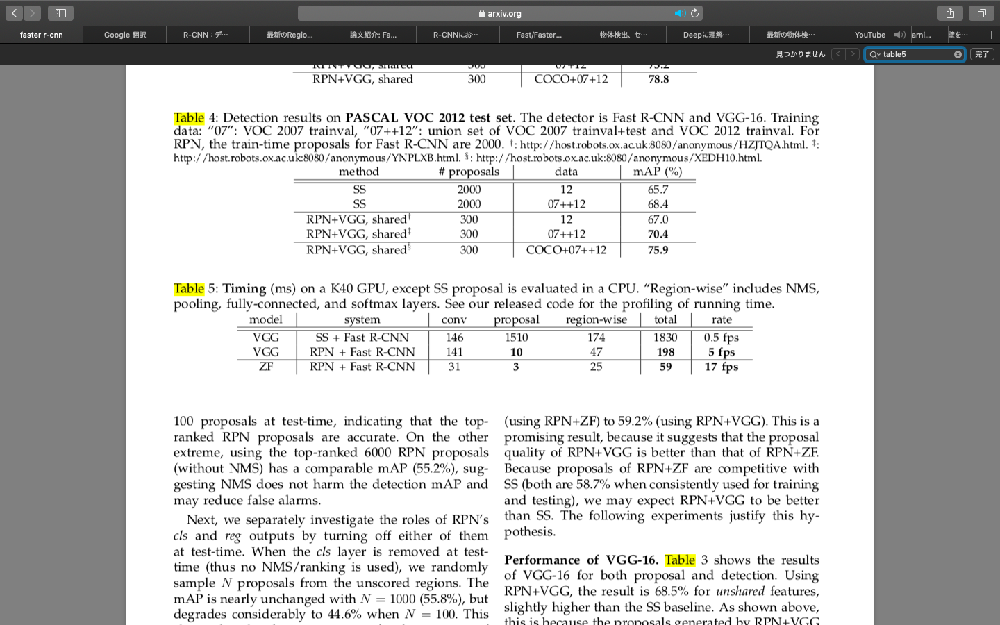 arxiv.org
faster r-cnn
Google 翻訳
R-CNN：デ…
最新のRegio…
論文紹介: Fa…
R-CNNにお…
Fast/Faster…
物体検出、セ…
Deepに理解…
最新の物体検…
YouTube
arni…
壁を…
見つかりません
table5
完了
RPN+VGG, shared 300 07+12 73.2
RPN+VGG, shared 300 COCO+07+12 78.8
Table 4: Detection results on PASCAL VOC 2012 test set. The detector is Fast R-CNN and VGG-16. Training
data: “07”: VOC 2007 trainval, “07++12”: union set of VOC 2007 trainval+test and VOC 2012 trainval. For
RPN, the train-time proposals for Fast R-CNN are 2000. †: http://host.robots.ox.ac.uk:8080/anonymous/HZJTQA.html. ‡:
http://host.robots.ox.ac.uk:8080/anonymous/YNPLXB.html. §: http://host.robots.ox.ac.uk:8080/anonymous/XEDH10.html.
method # proposals data mAP (%)
SS 2000 12 65.7
SS 2000 07++12 68.4
RPN+VGG, shared† 300 12 67.0
RPN+VGG, shared‡ 300 07++12 70.4
RPN+VGG, shared§ 300 COCO+07++12 75.9
Table 5: Timing (ms) on a K40 GPU, except SS proposal is evaluated in a CPU. “Region-wise” includes NMS,
pooling, fully-connected, and softmax layers. See our released code for the profiling of running time.
model system conv proposal region-wise total rate
VGG SS + Fast R-CNN 146 1510 174 1830 0.5 fps
VGG RPN + Fast R-CNN 141 10 47 198 5 fps
ZF RPN + Fast R-CNN 31 3 25 59 17 fps
100 proposals at test-time, indicating that the top-
ranked RPN proposals are accurate. On the other
extreme, using the top-ranked 6000 RPN proposals
(without NMS) has a comparable mAP (55.2%), sug-
gesting NMS does not harm the detection mAP and
may reduce false alarms.
Next, we separately investigate the roles of RPN’s
cls and reg outputs by turning off either of them
at test-time. When the cls layer is removed at test-
time (thus no NMS/ranking is used), we randomly
sample N proposals from the unscored regions. The
mAP is nearly unchanged with N = 1000 (55.8%), but
degrades considerably to 44.6% when N = 100. This
(using RPN+ZF) to 59.2% (using RPN+VGG). This is a
promising result, because it suggests that the proposal
quality of RPN+VGG is better than that of RPN+ZF.
Because proposals of RPN+ZF are competitive with
SS (both are 58.7% when consistently used for training
and testing), we may expect RPN+VGG to be better
than SS. The following experiments justify this hy-
pothesis.
Performance of VGG-16. Table 3 shows the results
of VGG-16 for both proposal and detection. Using
RPN+VGG, the result is 68.5% for unshared features,
slightly higher than the SS baseline. As shown above,
this is because the proposals generated by RPN+VGG